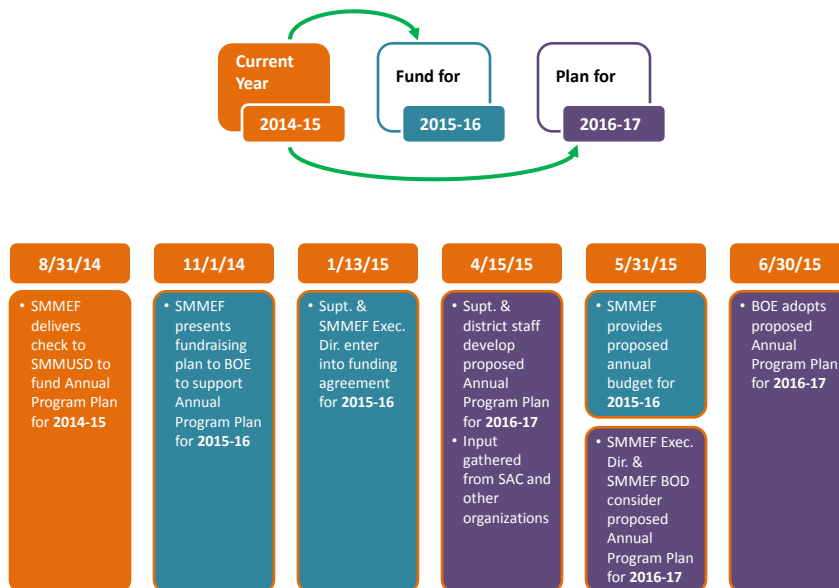 Current
Year
2014-15
Fund for
2015-16
Plan for
2016-17
8/31/14
• SMMEF
delivers
check to
SMMUSD to
fund Annual
Program Plan
for 2014-15
11/1/14
• SMMEF
presents
fundraising
plan to BOE
to support
Annual
Program Plan
for 2015-16
1/13/15
• Supt. &
SMMEF Exec.
Dir. enter
into funding
agreement
for 2015-16
4/15/15
• Supt. &
district staff
develop
proposed
Annual
Program Plan
for 2016-17
• Input
gathered
from SAC and
other
organizations
5/31/15
• SMMEF
provides
proposed
annual
budget for
2015-16
• SMMEF Exec.
Dir. &
SMMEF BOD
consider
proposed
Annual
Program Plan
for 2016-17
6/30/15
• BOE adopts
proposed
Annual
Program Plan
for 2016-17